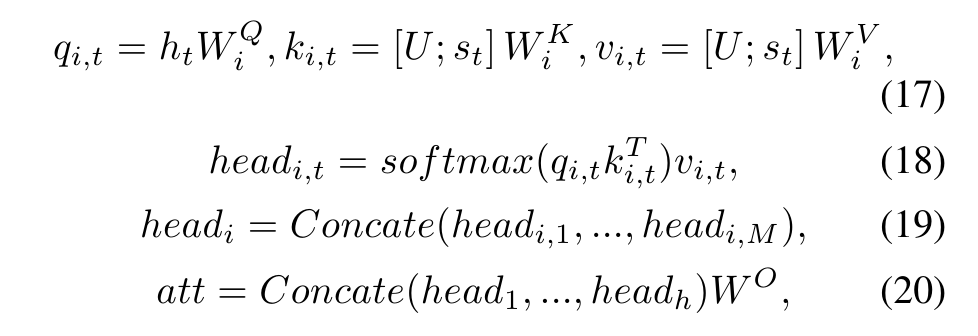 q_{i,t} = h_t W_i^Q, k_{i,t} = [U; s_t] W_i^K, v_{i,t} = [U; s_t] W_i^V,
(17)
head_{i,t} = softmax(q_{i,t} k_{i,t}^T) v_{i,t}, (18)
head_i = Concate(head_{i,1}, ..., head_{i,M}), (19)
att = Concate(head_1, ..., head_h) W^O, (20)